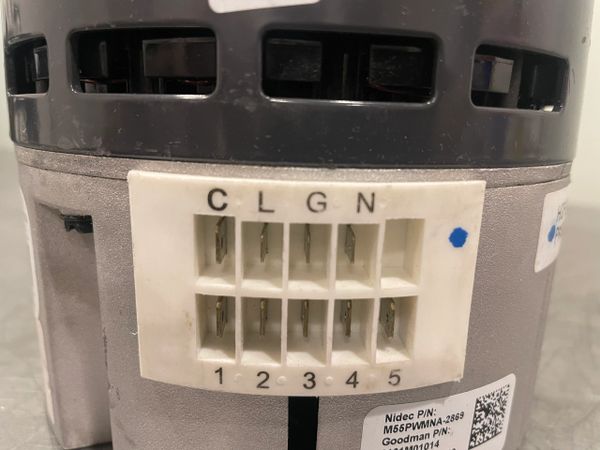 C L G N
1 2 3 4 5
Nidec P/N:
M55PWMNA-2869
Goodman P/N: